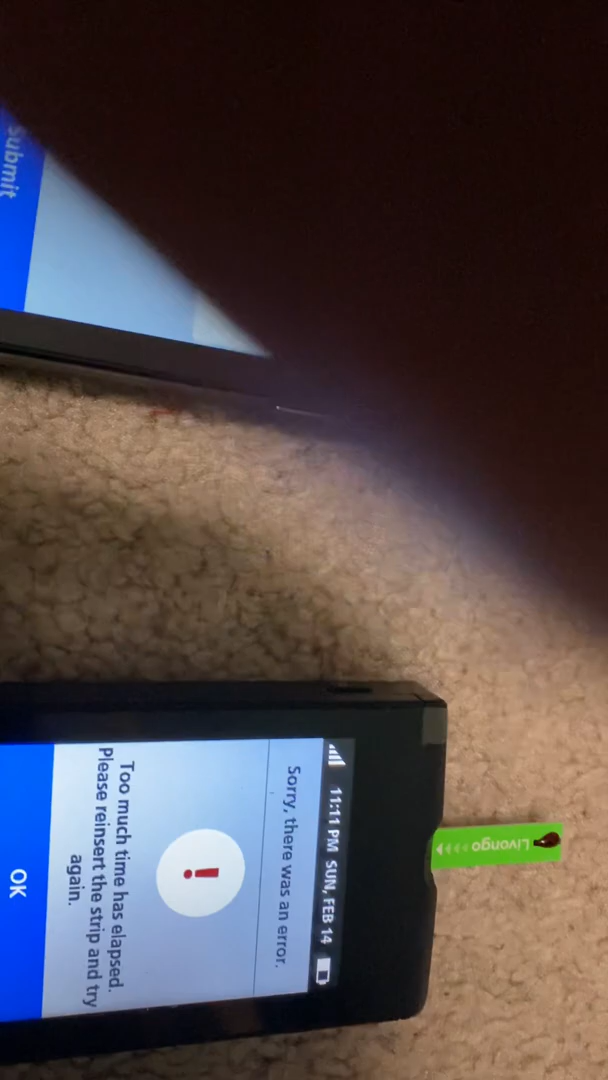 submit
11:11 PM SUN, FEB 14
Sorry, there was an error.
!
Too much time has elapsed.
Please reinsert the strip and try
again.
OK
Livongo